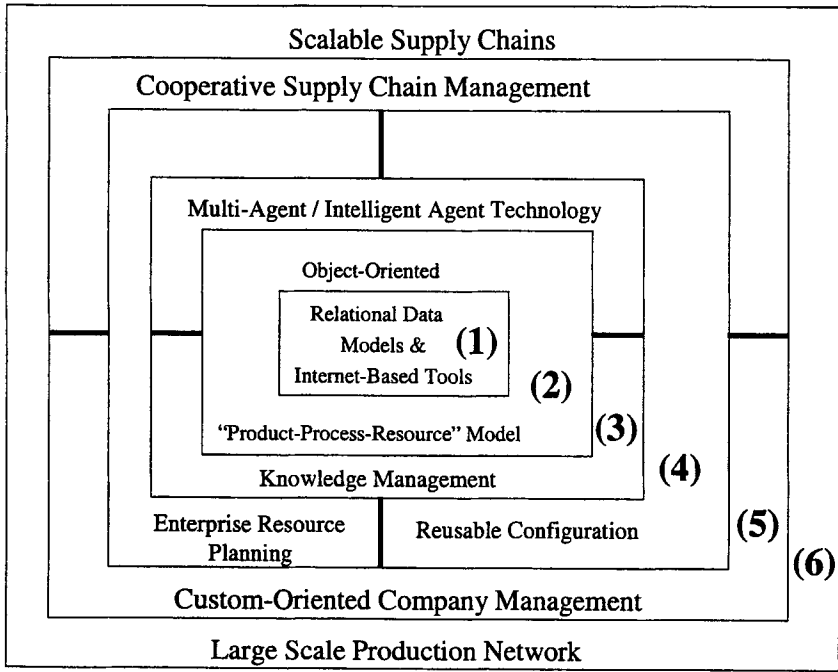 Scalable Supply Chains
Cooperative Supply Chain Management
Multi-Agent / Intelligent Agent Technology
Object-Oriented
Relational Data
Models &
(1)
Internet-Based Tools
(2)
"Product-Process-Resource" Model
(3)
Knowledge Management
(4)
Enterprise Resource
Planning
Reusable Configuration
(5)
(6)
Custom-Oriented Company Management
Large Scale Production Network